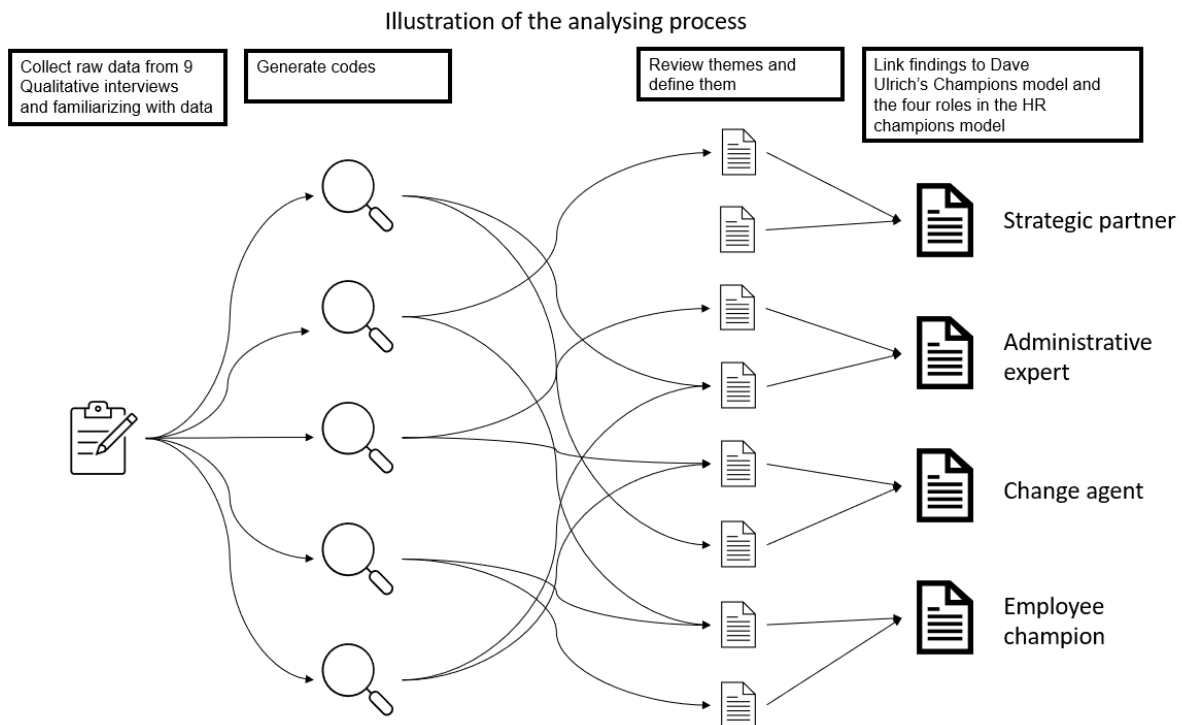 Illustration of the analysing process
Collect raw data from 9
Qualitative interviews
and familiarizing with data
Generate codes
Review themes and
define them
Link findings to Dave
Ulrich’s Champions model and
the four roles in the HR
champions model
Strategic partner
Administrative
expert
Change agent
Employee
champion